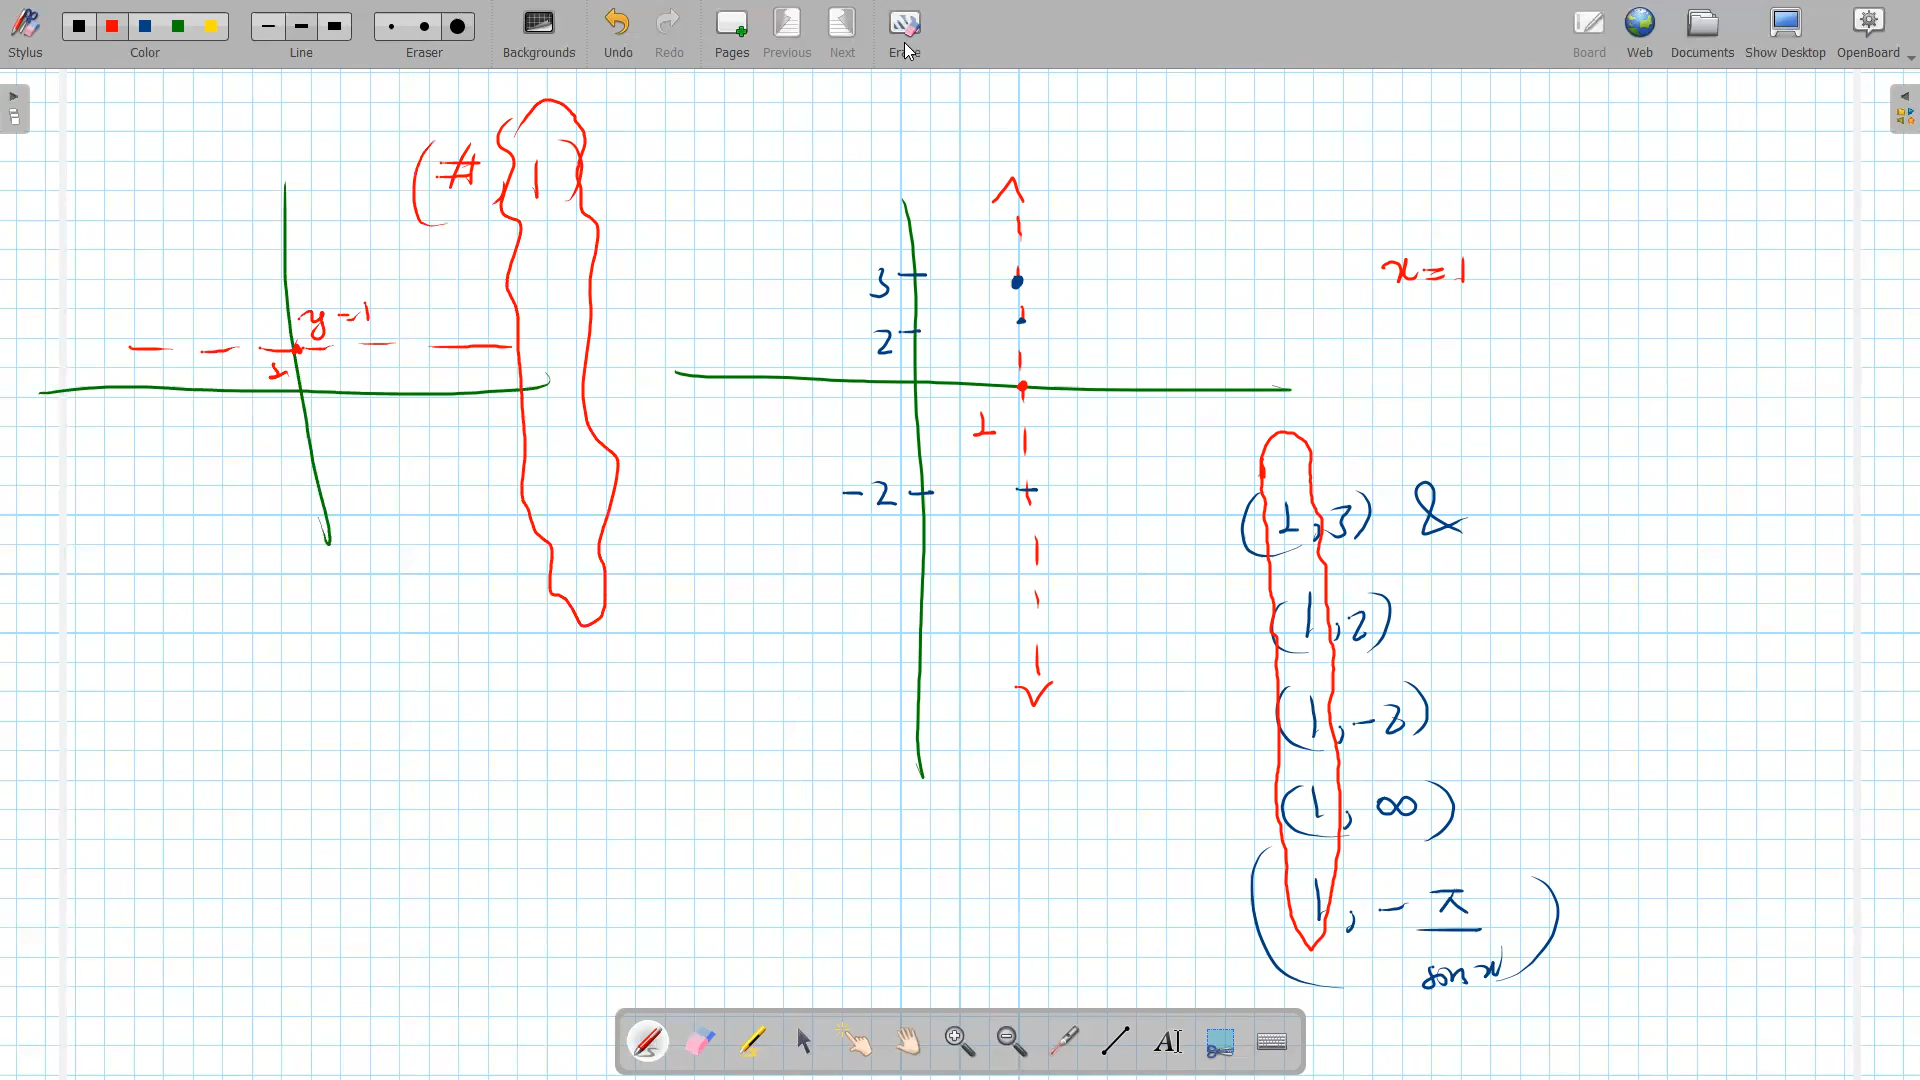 Stylus
Color
Line
Eraser
Backgrounds
Undo
Redo
Pages
Previous
Next
Board
Web
Documents
Show Desktop
OpenBoard
(# 1)
y=1
1
3
2
-2
1
x=1
(1,3) &
(1,2)
(1,-2)
(1, ∞)
(1, - π